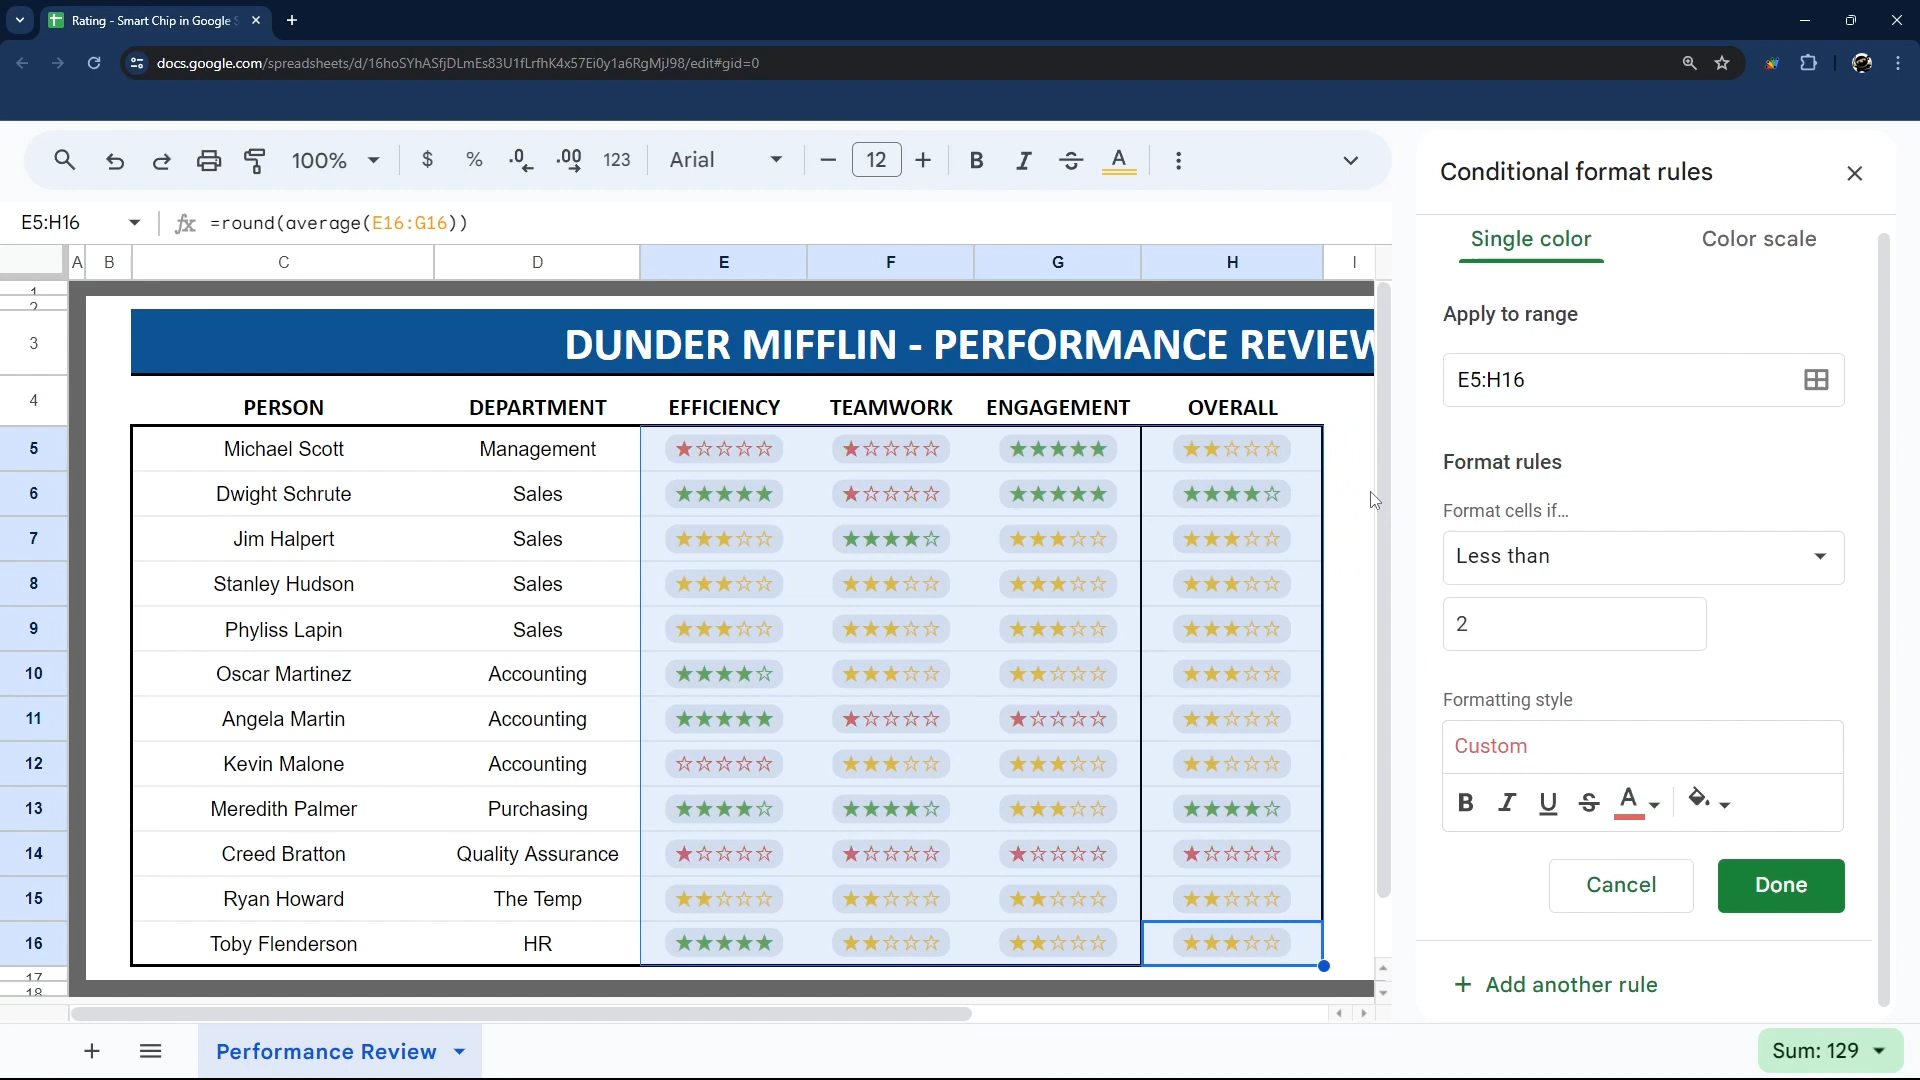 Rating - Smart Chip in Google S
docs.google.com/spreadsheets/d/16hoSYhASfjDLmEs83U1fLrfhK4x57Ei0y1a6RgMjJ98/edit#gid=0
100% $ % .0 .00 123 Arial 12 B I S A
Conditional format rules
E5:H16 fx =round(average(E16:G16))
Single color Color scale
A B C D E F G H I
1
2
3 DUNDER MIFFLIN - PERFORMANCE REVIEW
Apply to range
E5:H16
4 PERSON DEPARTMENT EFFICIENCY TEAMWORK ENGAGEMENT OVERALL
5 Michael Scott Management ★☆☆☆☆ ★☆☆☆☆ ★★★★★ ★★☆☆☆
6 Dwight Schrute Sales ★★★★★ ★☆☆☆☆ ★★★★★ ★★★★☆
7 Jim Halpert Sales ★★★☆☆ ★★★★☆ ★★★☆☆ ★★★☆☆
8 Stanley Hudson Sales ★★★☆☆ ★★★☆☆ ★★★☆☆ ★★★☆☆
9 Phyliss Lapin Sales ★★★☆☆ ★★★☆☆ ★★★☆☆ ★★★☆☆
10 Oscar Martinez Accounting ★★★★☆ ★★★☆☆ ★★☆☆☆ ★★★☆☆
11 Angela Martin Accounting ★★★★★ ★☆☆☆☆ ★☆☆☆☆ ★★☆☆☆
12 Kevin Malone Accounting ☆☆☆☆☆ ★★★☆☆ ★★★☆☆ ★★☆☆☆
13 Meredith Palmer Purchasing ★★★★☆ ★★★★☆ ★★★☆☆ ★★★★☆
14 Creed Bratton Quality Assurance ★☆☆☆☆ ★☆☆☆☆ ★☆☆☆☆ ★☆☆☆☆
15 Ryan Howard The Temp ★★☆☆☆ ★★☆☆☆ ★★☆☆☆ ★★☆☆☆
16 Toby Flenderson HR ★★★★★ ★★☆☆☆ ★★☆☆☆ ★★★☆☆
17
18
Format rules
Format cells if…
Less than
2
Formatting style
Custom
B I U S A
Cancel Done
+ Add another rule
+ Performance Review
Sum: 129